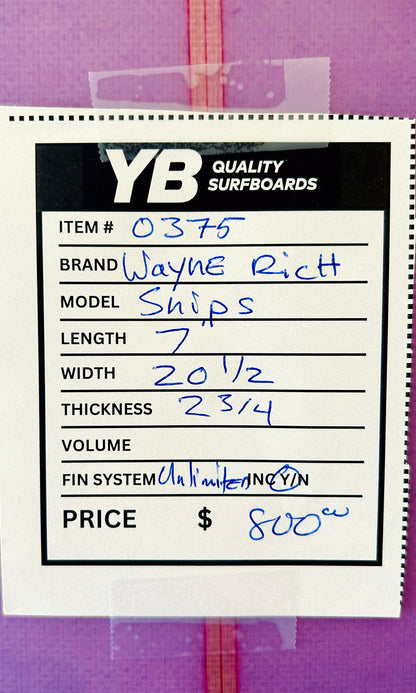 YB QUALITY SURFBOARDS
ITEM # 0375
BRAND Wayne Rich
MODEL Snips
LENGTH 7"
WIDTH 20 1/2
THICKNESS 2 3/4
VOLUME
FIN SYSTEM Unlimited INC Y/N
PRICE $ 800 00